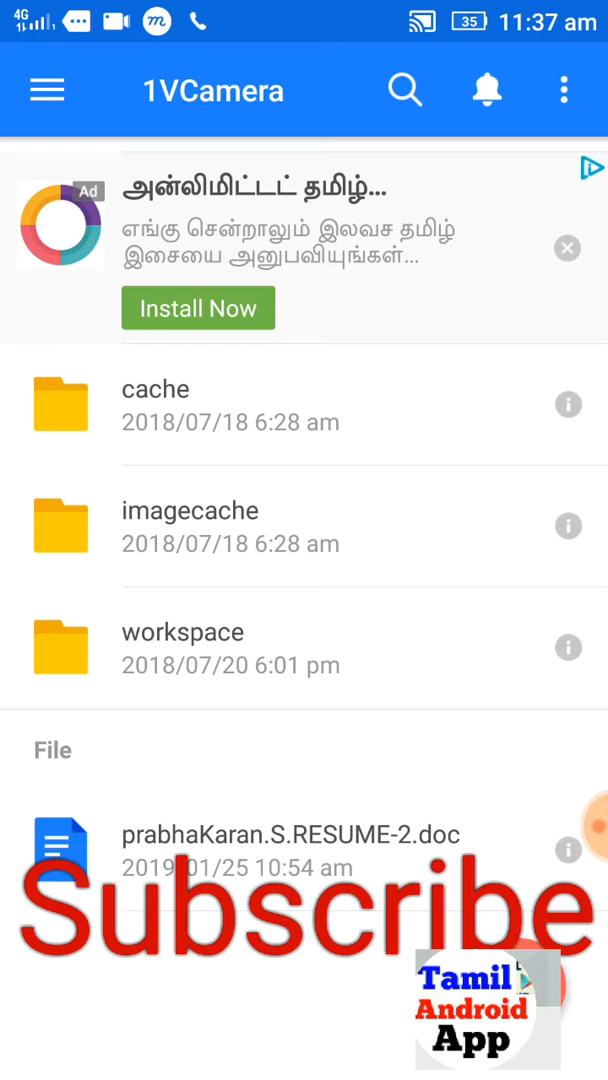 4G 35 11:37 am
1VCamera
Ad
அன்லிமிட்டட் தமிழ்...
எங்கு சென்றாலும் இலவச தமிழ்
இசையை அனுபவியுங்கள்...
Install Now
cache
2018/07/18 6:28 am
imagecache
2018/07/18 6:28 am
workspace
2018/07/20 6:01 pm
File
prabhaKaran.S.RESUME-2.doc
2019/01/25 10:54 am
Subscribe
Tamil
Android
App